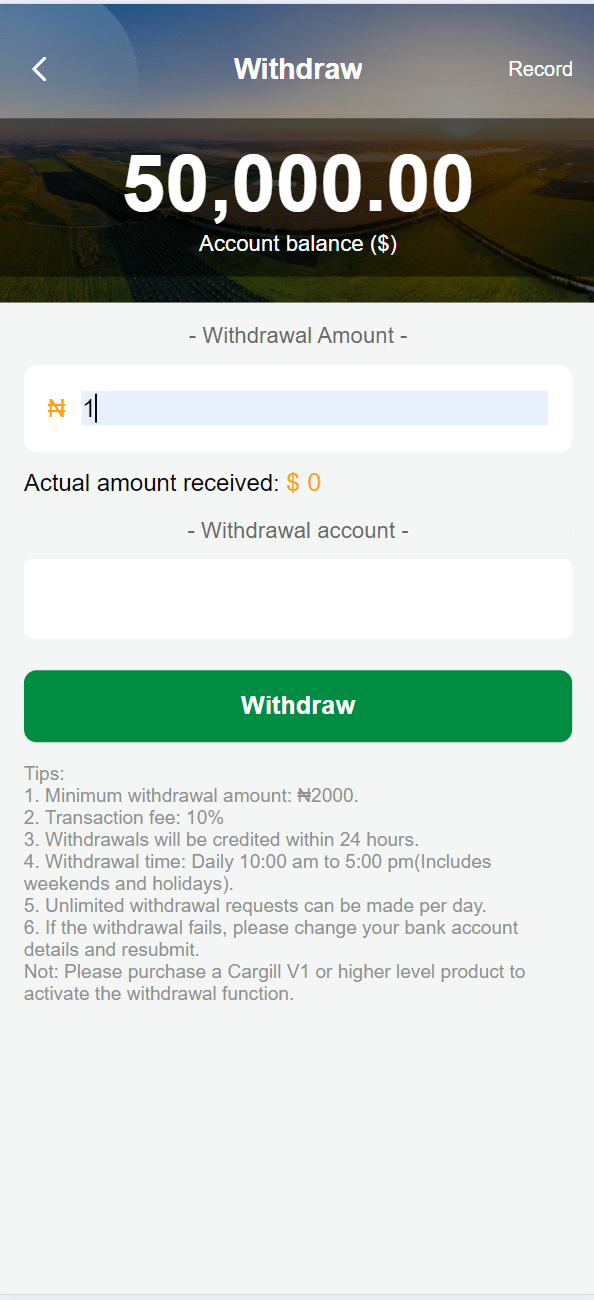 Withdraw
Record
50,000.00
Account balance ($)
- Withdrawal Amount -
₦ 1
Actual amount received: $ 0
- Withdrawal account -
Withdraw
Tips:
1. Minimum withdrawal amount: ₦2000.
2. Transaction fee: 10%
3. Withdrawals will be credited within 24 hours.
4. Withdrawal time: Daily 10:00 am to 5:00 pm(Includes
weekends and holidays).
5. Unlimited withdrawal requests can be made per day.
6. If the withdrawal fails, please change your bank account
details and resubmit.
Not: Please purchase a Cargill V1 or higher level product to
activate the withdrawal function.